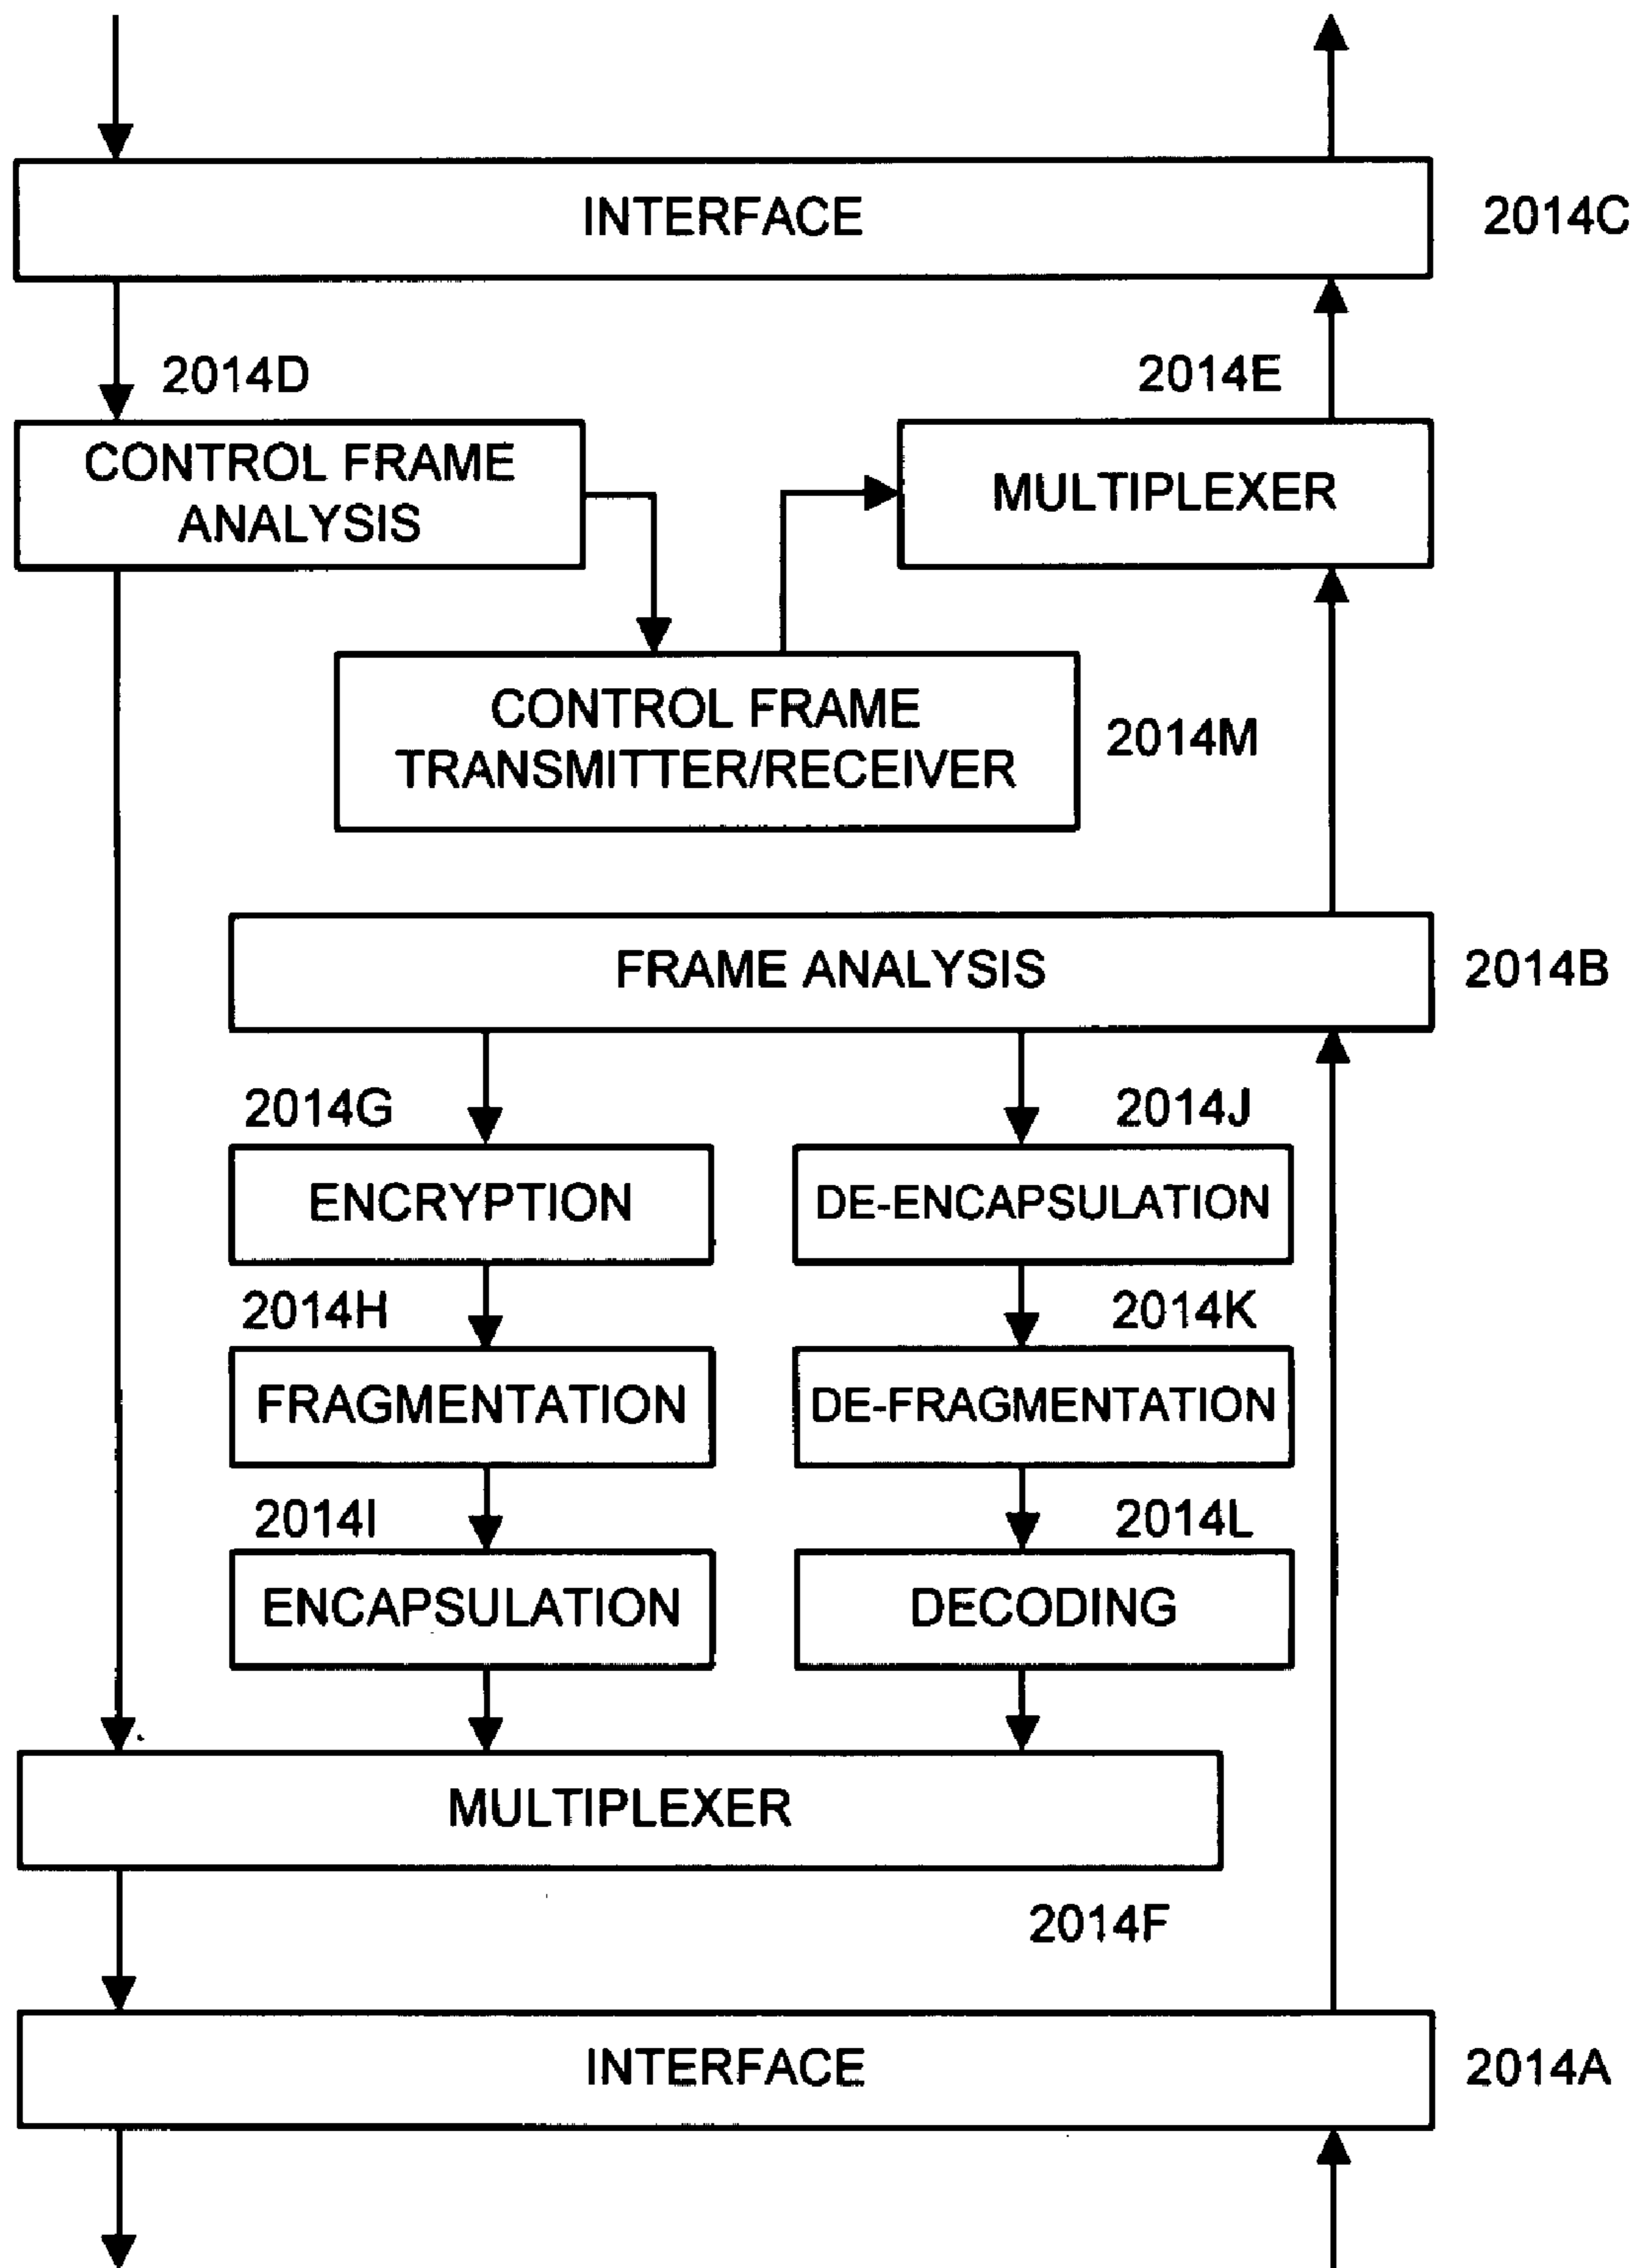 INTERFACE
2014C
2014D
2014E
CONTROL FRAME
ANALYSIS
MULTIPLEXER
CONTROL FRAME
TRANSMITTER/RECEIVER
2014M
FRAME ANALYSIS
2014B
2014G
2014J
ENCRYPTION
DE-ENCAPSULATION
2014H
2014K
FRAGMENTATION
DE-FRAGMENTATION
2014I
2014L
ENCAPSULATION
DECODING
MULTIPLEXER
2014F
INTERFACE
2014A